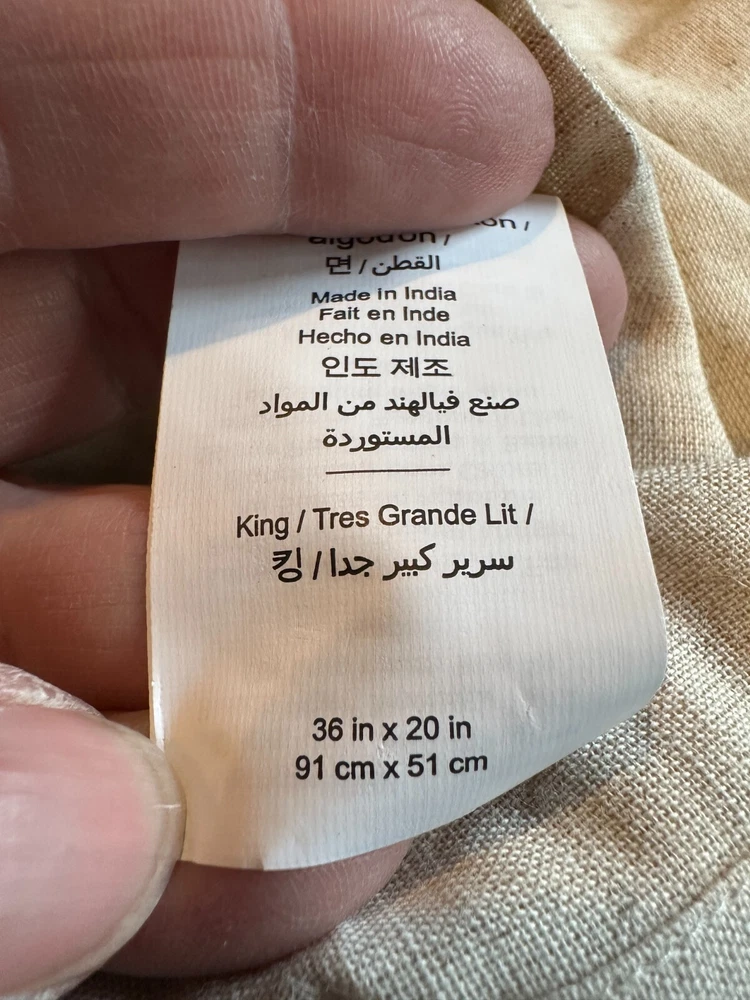 algodon /
면 / القطن
Made in India
Fait en Inde
Hecho en India
인도 제조
صنع فيالهند من المواد
المستوردة
King / Tres Grande Lit /
킹 / سرير كبير جدا
36 in x 20 in
91 cm x 51 cm